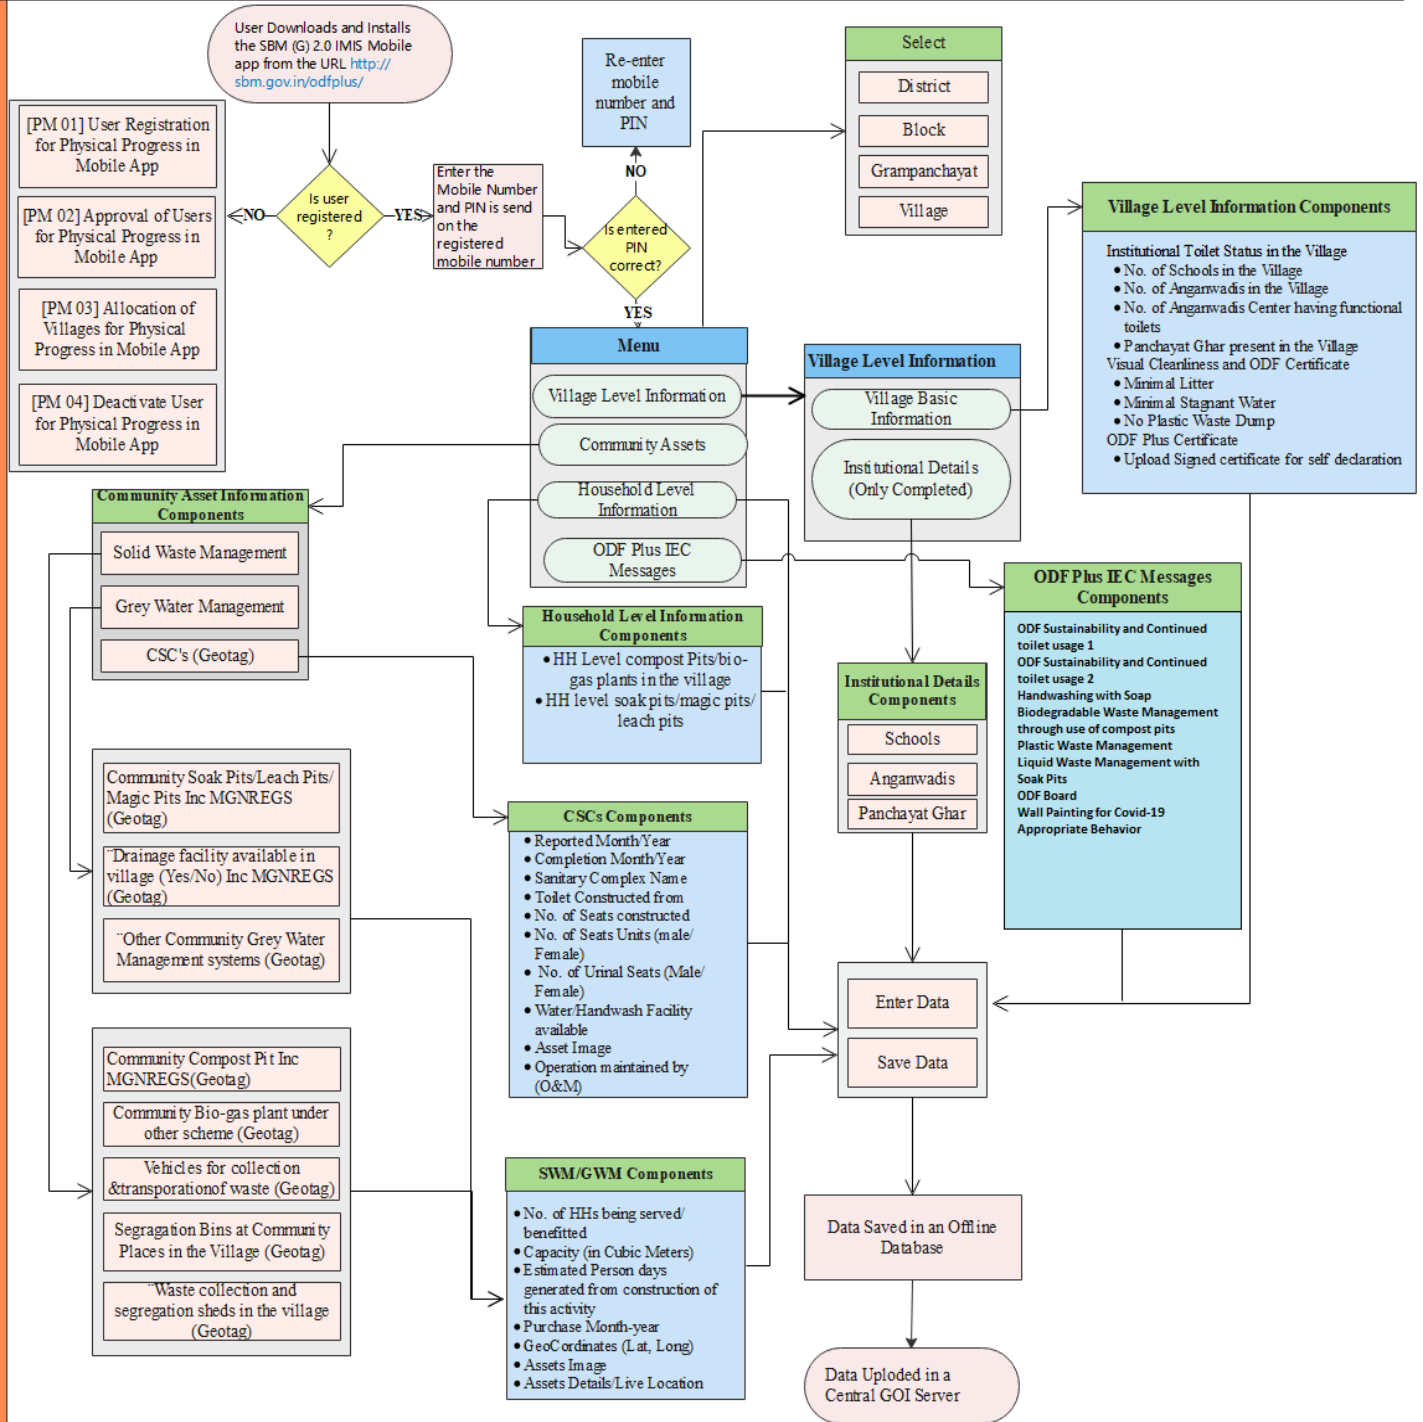 User Downloads and Installs
the SBM (G) 2.0 IMIS Mobile
app from the URL http://
sbm.gov.in/odfplus/
[PM 01] User Registration
for Physical Progress in
Mobile App
[PM 02] Approval of Users
for Physical Progress in
Mobile App
[PM 03] Allocation of
Villages for Physical
Progress in Mobile App
[PM 04] Deactivate User
for Physical Progress in
Mobile App
NO
Is user
registered
?
YES
Enter the
Mobile Number
and PIN is send
on the
registered
mobile number
Re-enter
mobile
number and
PIN
NO
Is entered
PIN
correct?
YES
Select
District
Block
Grampanchayat
Village
Menu
Village Level Information
Community Assets
Household Level
Information
ODF Plus IEC
Messages
Village Level Information
Village Basic
Information
Institutional Details
(Only Completed)
Village Level Information Components
Institutional Toilet Status in the Village
• No. of Schools in the Village
• No. of Anganwadis in the Village
• No. of Anganwadis Center having functional
toilets
• Panchayat Ghar present in the Village
Visual Cleanliness and ODF Certificate
• Minimal Litter
• Minimal Stagnant Water
• No Plastic Waste Dump
ODF Plus Certificate
• Upload Signed certificate for self declaration
Community Asset Information
Components
Solid Waste Management
Grey Water Management
CSC's (Geotag)
Household Level Information
Components
• HH Level compost Pits/bio-
gas plants in the village
• HH level soak pits/magic pits/
leach pits
Institutional Details
Components
Schools
Anganwadis
Panchayat Ghar
ODF Plus IEC Messages
Components
ODF Sustainability and Continued
toilet usage 1
ODF Sustainability and Continued
toilet usage 2
Handwashing with Soap
Biodegradable Waste Management
through use of compost pits
Plastic Waste Management
Liquid Waste Management with
Soak Pits
ODF Board
Wall Painting for Covid-19
Appropriate Behavior
Community Soak Pits/Leach Pits/
Magic Pits Inc MGNREGS
(Geotag)
¨Drainage facility available in
village (Yes/No) Inc MGNREGS
(Geotag)
¨Other Community Grey Water
Management systems (Geotag)
Community Compost Pit Inc
MGNREGS(Geotag)
Community Bio-gas plant under
other scheme (Geotag)
Vehicles for collection
&transporationof waste (Geotag)
Segragation Bins at Community
Places in the Village (Geotag)
¨Waste collection and
segregation sheds in the village
(Geotag)
CSCs Components
• Reported Month/Year
• Completion Month/Year
• Sanitary Complex Name
• Toilet Constructed from
• No. of Seats constructed
• No. of Seats Units (male/
Female)
• No. of Urinal Seats (Male/
Female)
• Water/Handwash Facility
available
• Asset Image
• Operation maintained by
(O&M)
SWM/GWM Components
• No. of HHs being served/
benefitted
• Capacity (in Cubic Meters)
• Estimated Person days
generated from construction of
this activity
• Purchase Month-year
• GeoCordinates (Lat, Long)
• Assets Image
• Assets Details/Live Location
Enter Data
Save Data
Data Saved in an Offline
Database
Data Uploded in a
Central GOI Server